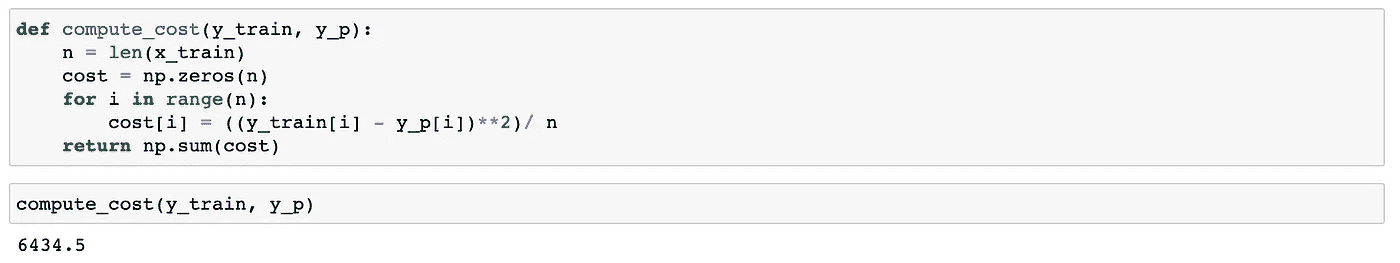 def compute_cost(y_train, y_p):
    n = len(x_train)
    cost = np.zeros(n)
    for i in range(n):
        cost[i] = ((y_train[i] - y_p[i])**2)/ n
    return np.sum(cost)
compute_cost(y_train, y_p)
6434.5